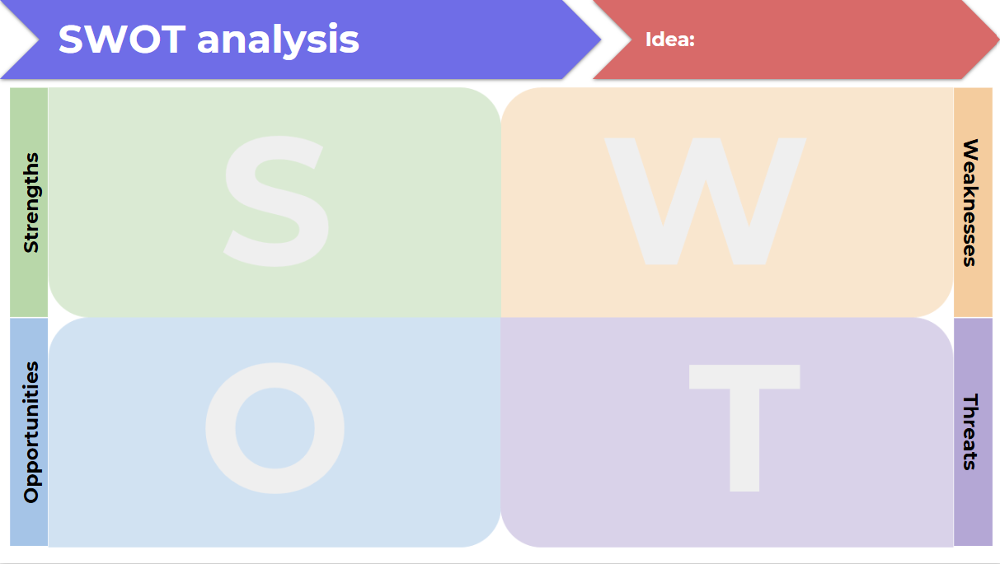 SWOT analysis
Idea:
Strengths
S
W
Weaknesses
Opportunities
O
T
Threats